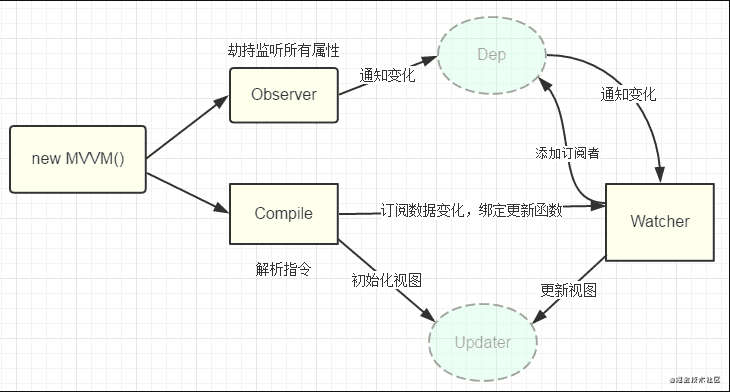 劫持监听所有属性
Dep
Observer
通知变化
通知变化
new MVVM()
添加订阅者
Compile
订阅数据变化，绑定更新函数
Watcher
解析指令
初始化视图
更新视图
Updater
@掘金技术社区